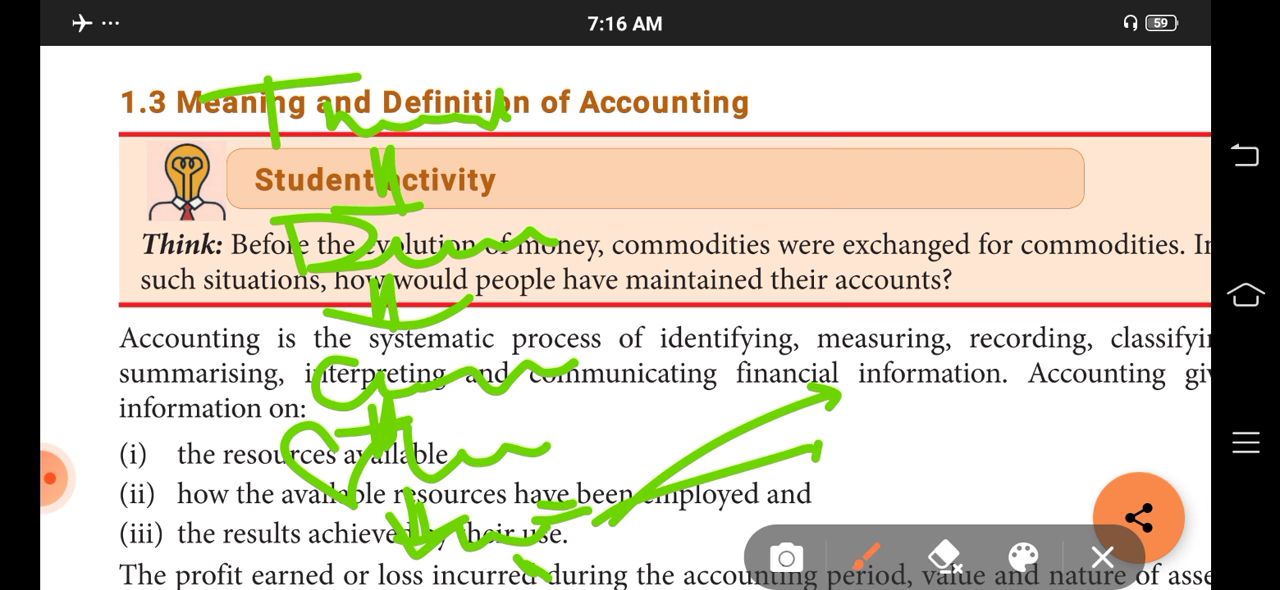 7:16 AM
59
1.3 Meaning and Definition of Accounting
Student activity
Think: Before the evolution of money, commodities were exchanged for commodities. In
such situations, how would people have maintained their accounts?
Accounting is the systematic process of identifying, measuring, recording,
summarising, interpreting and communicating financial information. Accounting
information on:
(i) the resources available
(ii) how the available resources have been employed and
(iii) the results achieved by their use.
The profit earned or loss incurred during the accounting period, value and nature of